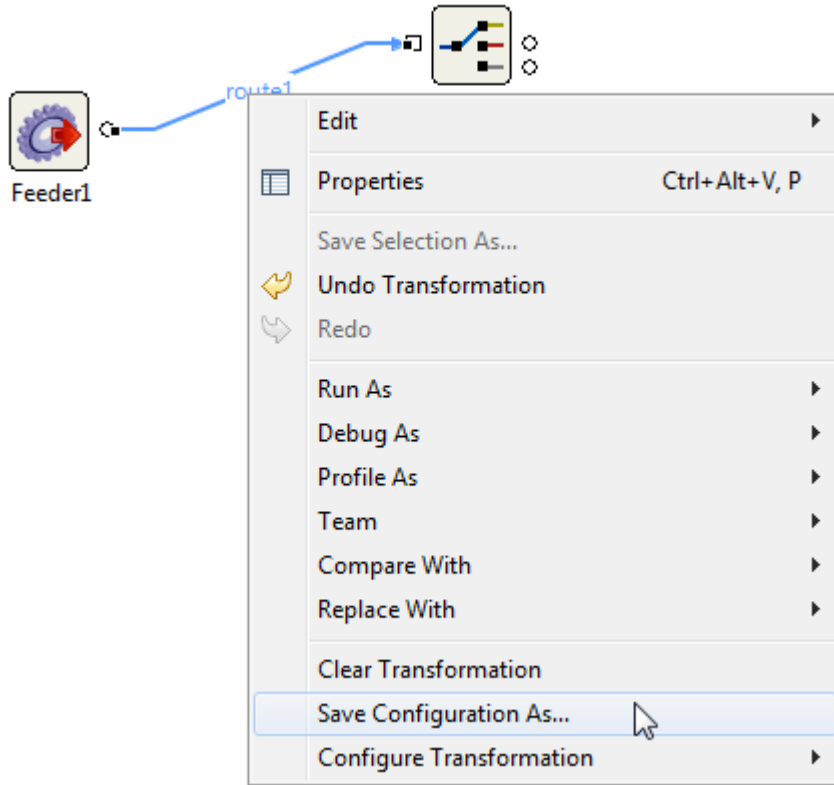 route1
Feeder1
Edit
Properties Ctrl+Alt+V, P
Save Selection As...
Undo Transformation
Redo
Run As
Debug As
Profile As
Team
Compare With
Replace With
Clear Transformation
Save Configuration As...
Configure Transformation